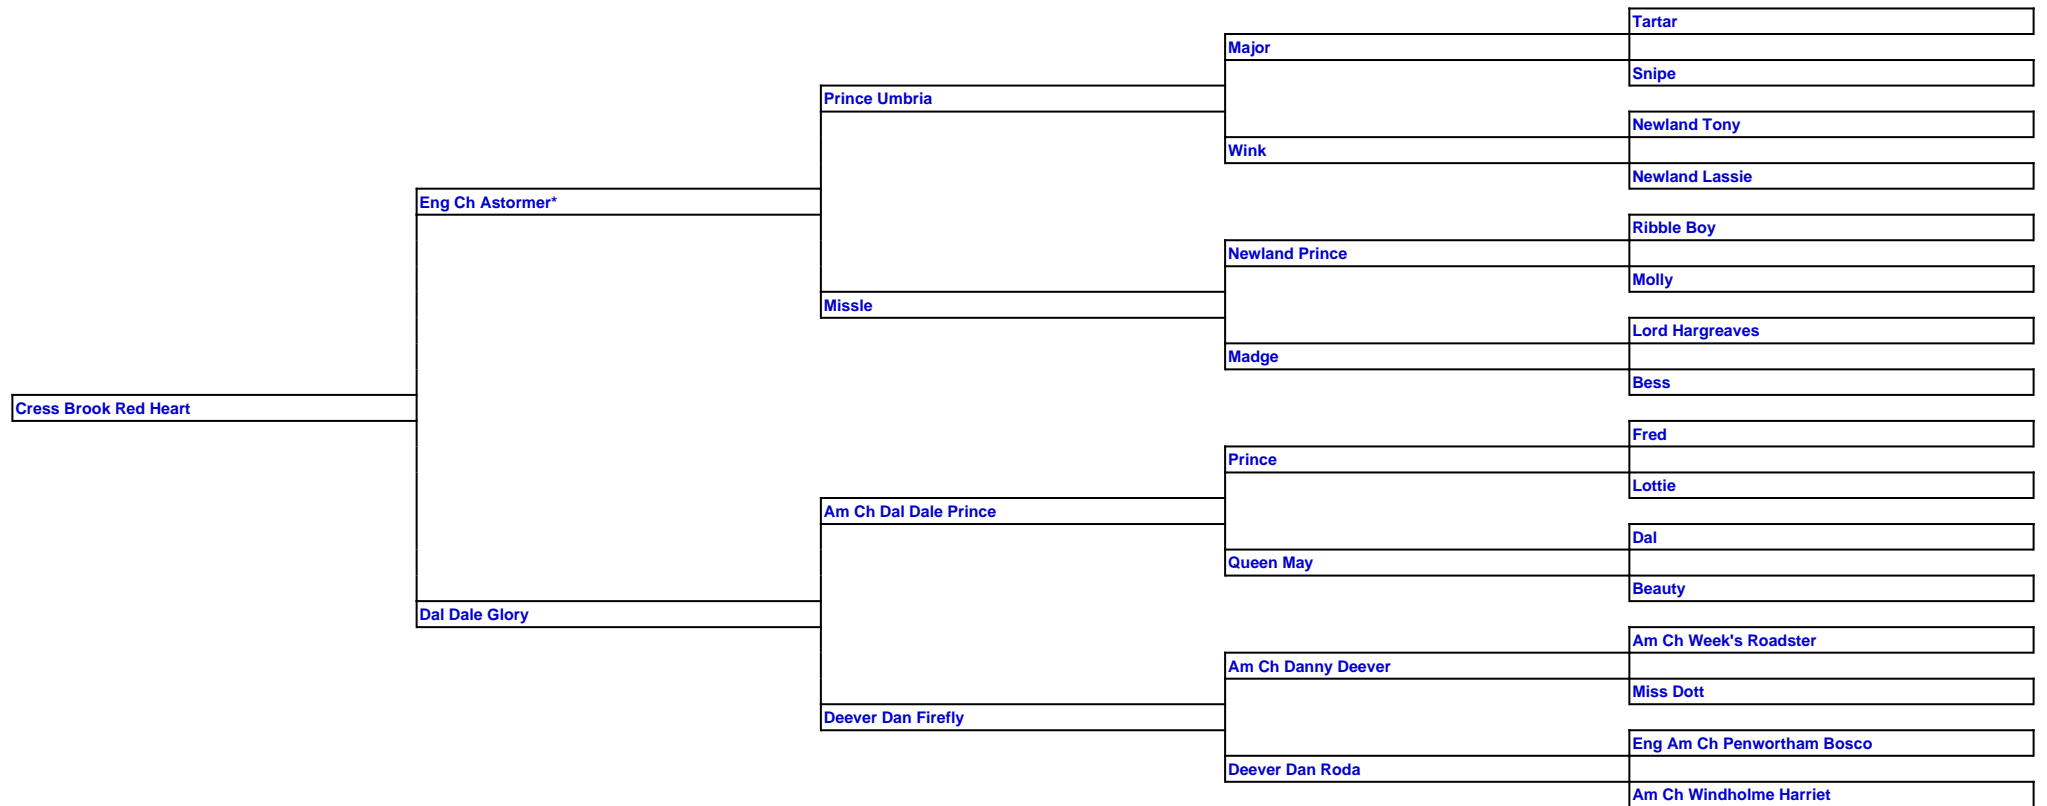 Tartar
Major
Snipe
Prince Umbria
Newland Tony
Wink
Newland Lassie
Eng Ch Astormer*
Ribble Boy
Newland Prince
Molly
Missle
Lord Hargreaves
Madge
Bess
Cress Brook Red Heart
Fred
Prince
Lottie
Am Ch Dal Dale Prince
Dal
Queen May
Beauty
Dal Dale Glory
Am Ch Week's Roadster
Am Ch Danny Deever
Miss Dott
Deever Dan Firefly
Eng Am Ch Penwortham Bosco
Deever Dan Roda
Am Ch Windholme Harriet